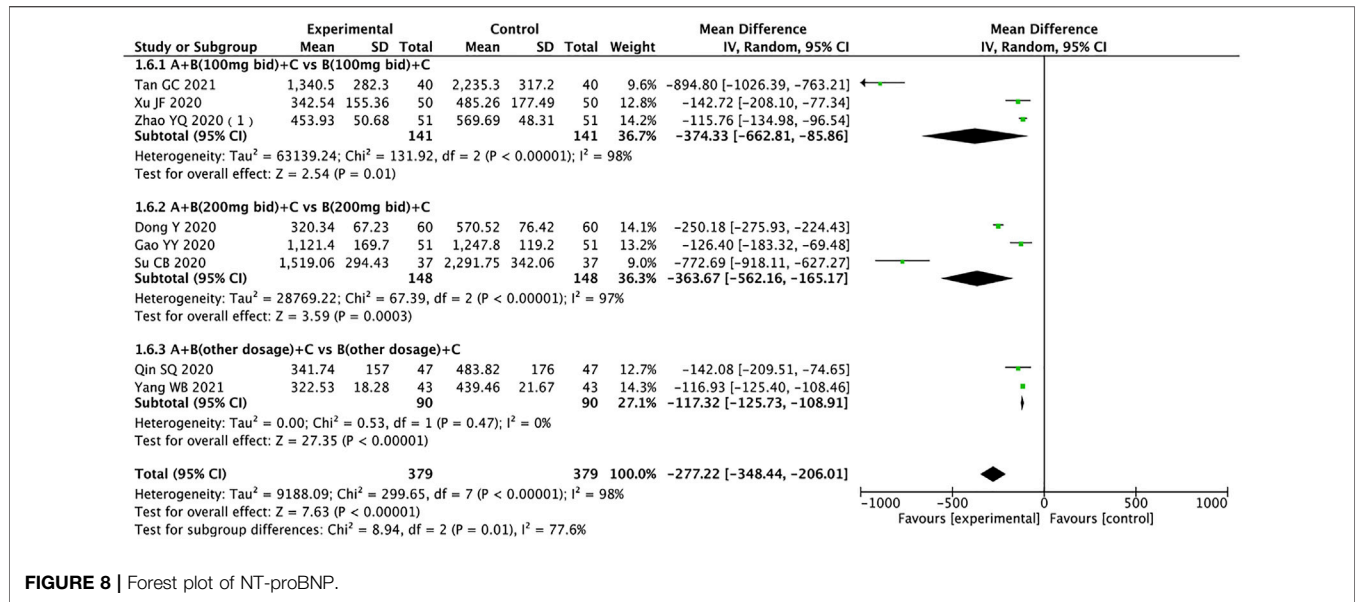 Experimental Control Mean Difference Mean Difference
Study or Subgroup Mean SD Total Mean SD Total Weight IV, Random, 95% CI IV, Random, 95% CI
1.6.1 A+B(100mg bid)+C vs B(100mg bid)+C
Tan GC 2021 1,340.5 282.3 40 2,235.3 317.2 40 9.6% −894.80 [−1026.39, −763.21]
Xu JF 2020 342.54 155.36 50 485.26 177.49 50 12.8% −142.72 [−208.10, −77.34]
Zhao YQ 2020（1） 453.93 50.68 51 569.69 48.31 51 14.2% −115.76 [−134.98, −96.54]
Subtotal (95% CI) 141 141 36.7% −374.33 [−662.81, −85.86]
Heterogeneity: Tau² = 63139.24; Chi² = 131.92, df = 2 (P < 0.00001); I² = 98%
Test for overall effect: Z = 2.54 (P = 0.01)
1.6.2 A+B(200mg bid)+C vs B(200mg bid)+C
Dong Y 2020 320.34 67.23 60 570.52 76.42 60 14.1% −250.18 [−275.93, −224.43]
Gao YY 2020 1,121.4 169.7 51 1,247.8 119.2 51 13.2% −126.40 [−183.32, −69.48]
Su CB 2020 1,519.06 294.43 37 2,291.75 342.06 37 9.0% −772.69 [−918.11, −627.27]
Subtotal (95% CI) 148 148 36.3% −363.67 [−562.16, −165.17]
Heterogeneity: Tau² = 28769.22; Chi² = 67.39, df = 2 (P < 0.00001); I² = 97%
Test for overall effect: Z = 3.59 (P = 0.0003)
1.6.3 A+B(other dosage)+C vs B(other dosage)+C
Qin SQ 2020 341.74 157 47 483.82 176 47 12.7% −142.08 [−209.51, −74.65]
Yang WB 2021 322.53 18.28 43 439.46 21.67 43 14.3% −116.93 [−125.40, −108.46]
Subtotal (95% CI) 90 90 27.1% −117.32 [−125.73, −108.91]
Heterogeneity: Tau² = 0.00; Chi² = 0.53, df = 1 (P = 0.47); I² = 0%
Test for overall effect: Z = 27.35 (P < 0.00001)
Total (95% CI) 379 379 100.0% −277.22 [−348.44, −206.01]
Heterogeneity: Tau² = 9188.09; Chi² = 299.65, df = 7 (P < 0.00001); I² = 98%
Test for overall effect: Z = 7.63 (P < 0.00001)
Test for subgroup differences: Chi² = 8.94, df = 2 (P = 0.01), I² = 77.6%
−1000 −500 0 500 1000
Favours [experimental] Favours [control]
FIGURE 8 | Forest plot of NT-proBNP.